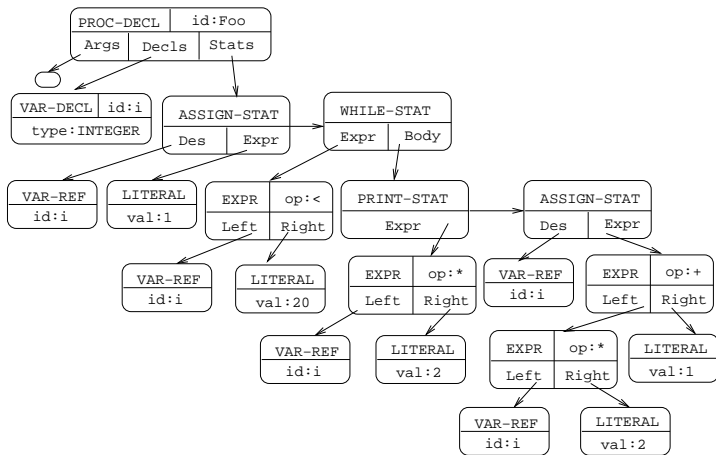 PROC-DECL id:Foo
Args Decls Stats
VAR-DECL id:i
type:INTEGER
ASSIGN-STAT
Des Expr
WHILE-STAT
Expr Body
VAR-REF
id:i
LITERAL
val:1
EXPR op:<
Left Right
PRINT-STAT
Expr
ASSIGN-STAT
Des Expr
VAR-REF
id:i
LITERAL
val:20
EXPR op:*
Left Right
VAR-REF
id:i
EXPR op:+
Left Right
VAR-REF
id:i
LITERAL
val:2
EXPR op:*
Left Right
LITERAL
val:1
VAR-REF
id:i
LITERAL
val:2